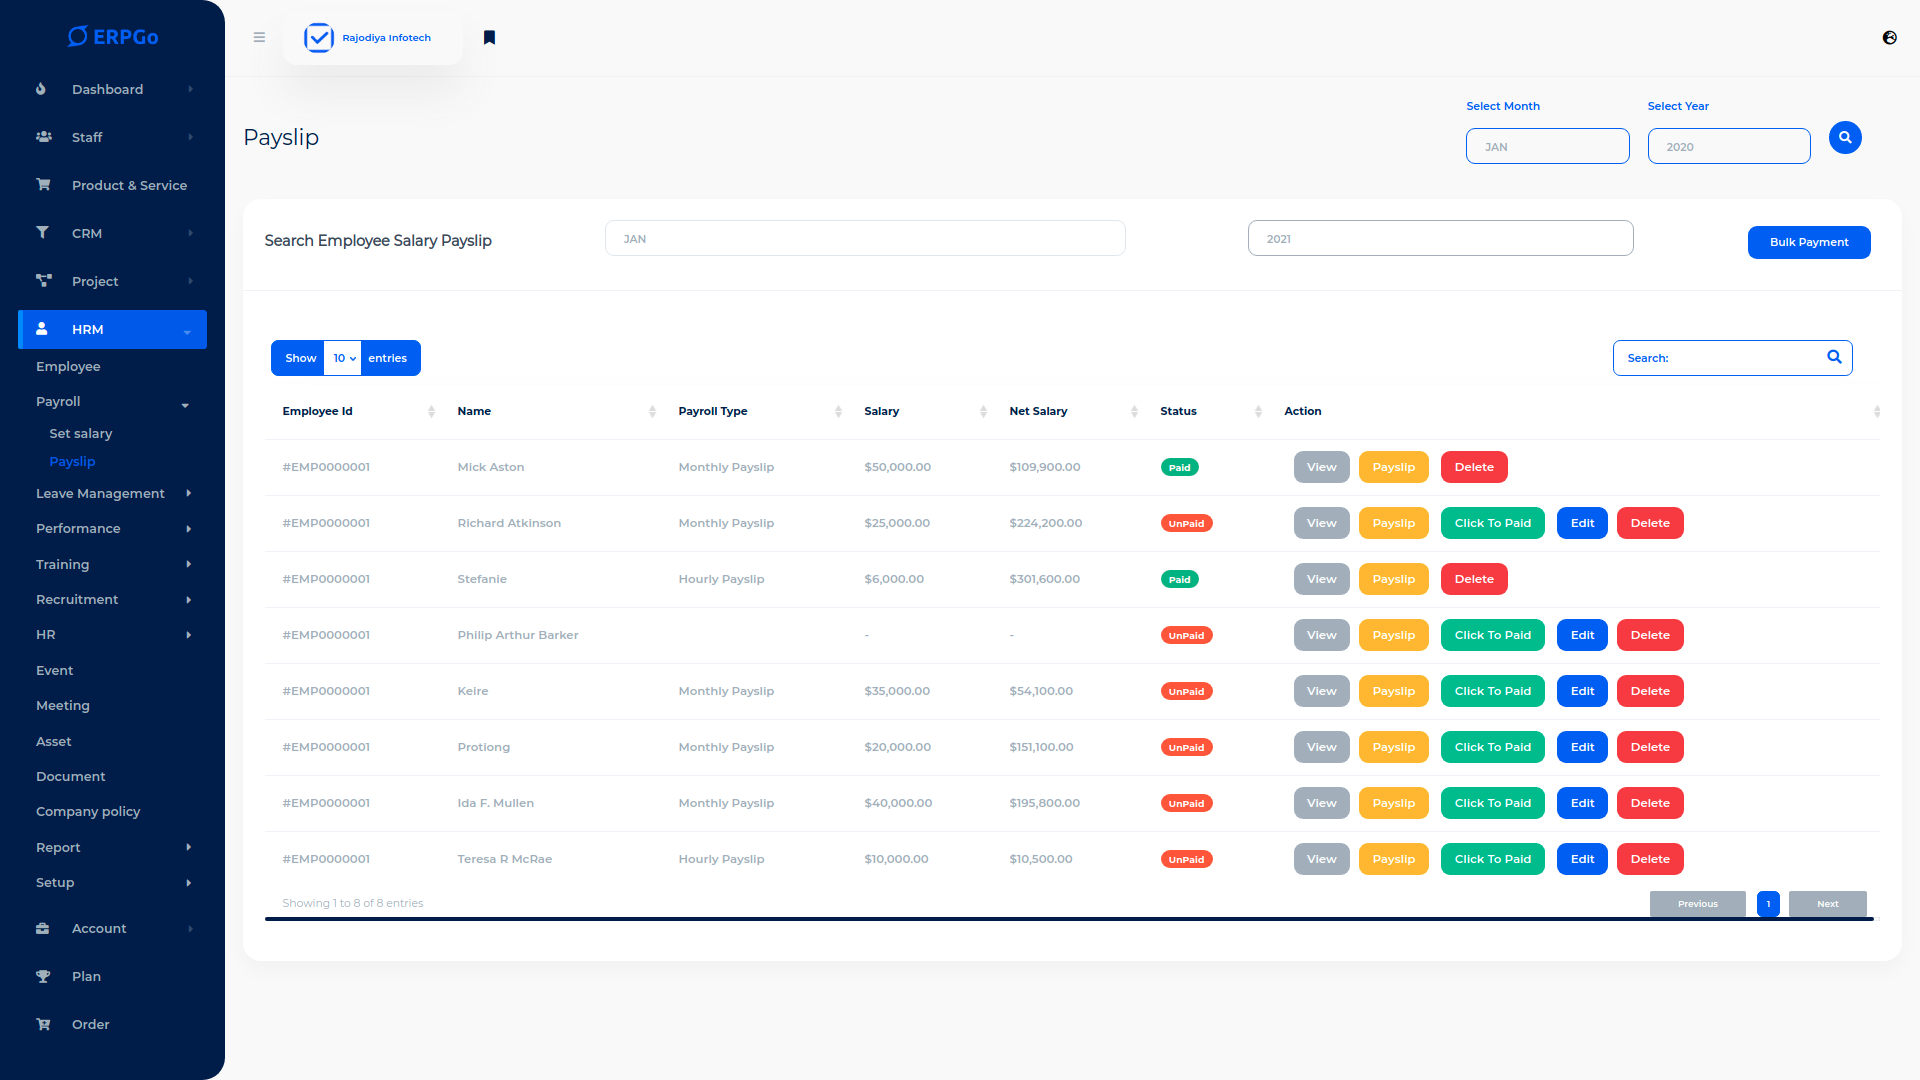 ERPGo
Dashboard
Staff
Product & Service
CRM
Project
HRM
Employee
Payroll
Set salary
Payslip
Leave Management
Performance
Training
Recruitment
HR
Event
Meeting
Asset
Document
Company policy
Report
Setup
Account
Plan
Order
Rajodiya Infotech
Payslip
Select Month
JAN
Select Year
2020
Search Employee Salary Payslip
JAN
2021
Bulk Payment
Show 10 entries
Search:
Employee Id Name Payroll Type Salary Net Salary Status Action
#EMP0000001 Mick Aston Monthly Payslip $50,000.00 $109,900.00 Paid View Payslip Delete
#EMP0000001 Richard Atkinson Monthly Payslip $25,000.00 $224,200.00 UnPaid View Payslip Click To Paid Edit Delete
#EMP0000001 Stefanie Hourly Payslip $6,000.00 $301,600.00 Paid View Payslip Delete
#EMP0000001 Philip Arthur Barker - - UnPaid View Payslip Click To Paid Edit Delete
#EMP0000001 Keire Monthly Payslip $35,000.00 $54,100.00 UnPaid View Payslip Click To Paid Edit Delete
#EMP0000001 Protiong Monthly Payslip $20,000.00 $151,100.00 UnPaid View Payslip Click To Paid Edit Delete
#EMP0000001 Ida F. Mullen Monthly Payslip $40,000.00 $195,800.00 UnPaid View Payslip Click To Paid Edit Delete
#EMP0000001 Teresa R McRae Hourly Payslip $10,000.00 $10,500.00 UnPaid View Payslip Click To Paid Edit Delete
Showing 1 to 8 of 8 entries
Previous 1 Next